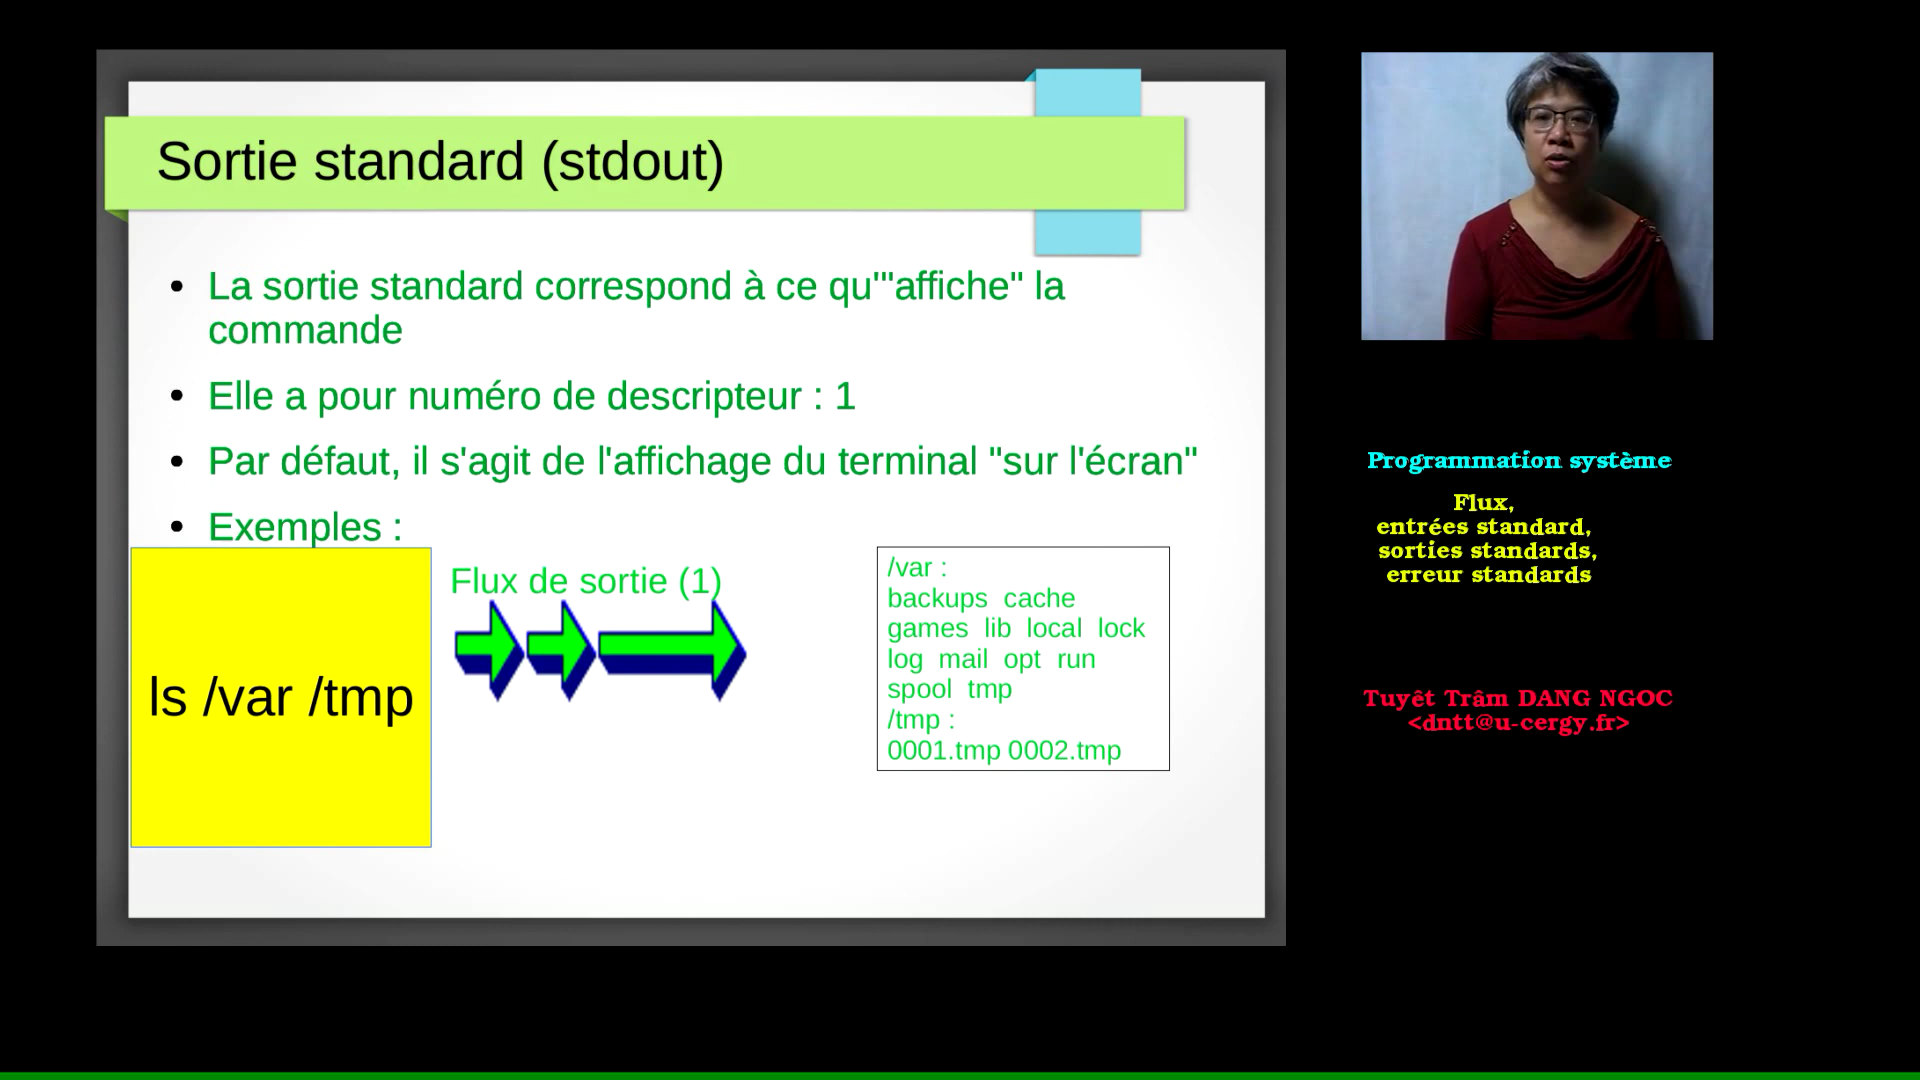 Sortie standard (stdout)
La sortie standard correspond à ce qu'"affiche" la
commande
Elle a pour numéro de descripteur : 1
Par défaut, il s'agit de l'affichage du terminal "sur l'écran"
Exemples :
ls /var /tmp
Flux de sortie (1)
/var :
backups cache
games lib local lock
log mail opt run
spool tmp
/tmp :
0001.tmp 0002.tmp
Programmation système
Flux,
entrées standard,
sorties standards,
erreur standards
Tuyêt Trâm DANG NGOC
<dntt@u-cergy.fr>